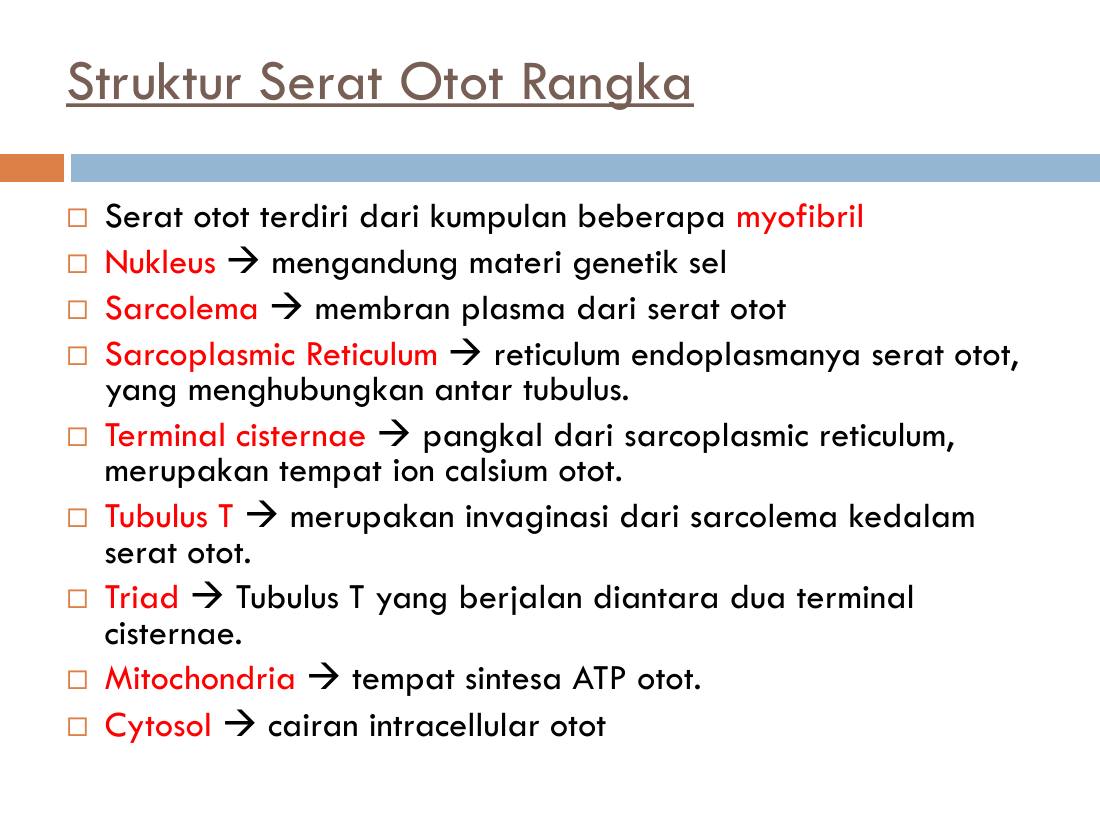 Struktur Serat Otot Rangka
Serat otot terdiri dari kumpulan beberapa myofibril
Nukleus → mengandung materi genetik sel
Sarcolema → membran plasma dari serat otot
Sarcoplasmic Reticulum → reticulum endoplasmanya serat otot,
yang menghubungkan antar tubulus.
Terminal cisternae → pangkal dari sarcoplasmic reticulum,
merupakan tempat ion calsium otot.
Tubulus T → merupakan invaginasi dari sarcolema kedalam
serat otot.
Triad → Tubulus T yang berjalan diantara dua terminal
cisternae.
Mitochondria → tempat sintesa ATP otot.
Cytosol → cairan intracellular otot